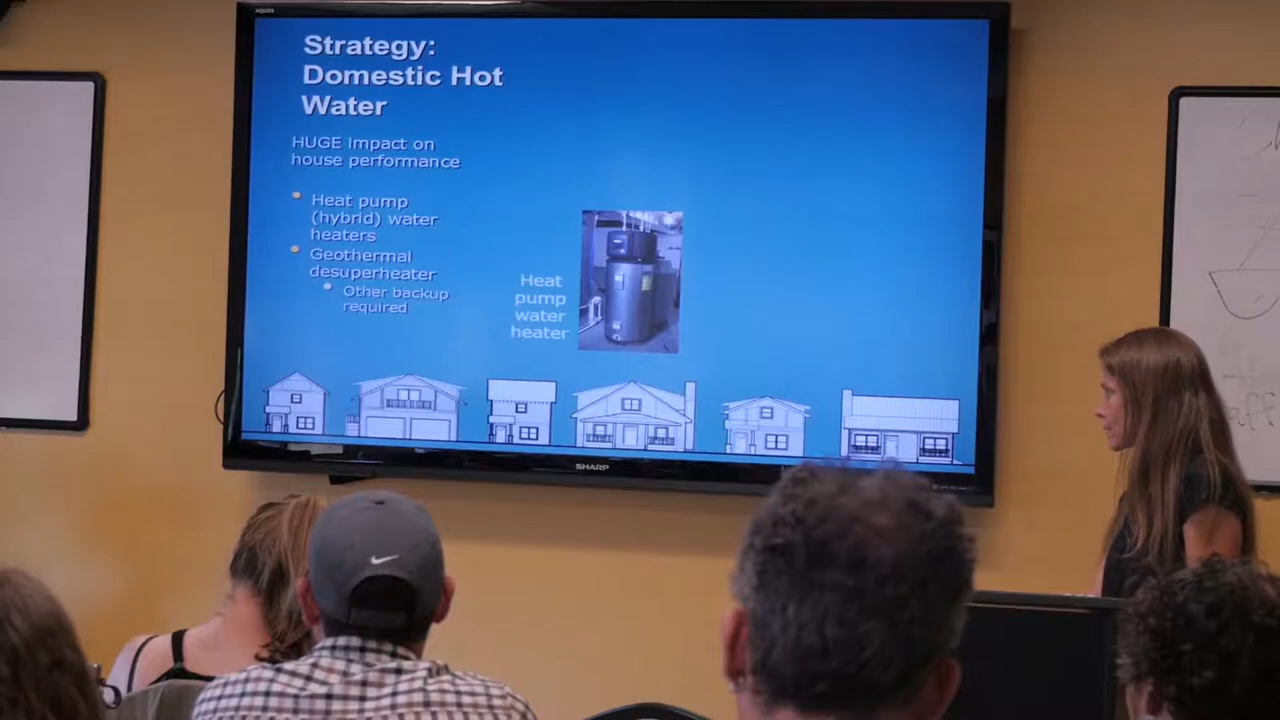 AQUOS
Strategy:
Domestic Hot
Water
HUGE Impact on
house performance
Heat pump
(hybrid) water
heaters
Geothermal
desuperheater
Other backup
required
Heat
pump
water
heater
SHARP